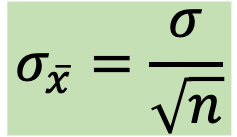 σ_x̄ = σ / √n